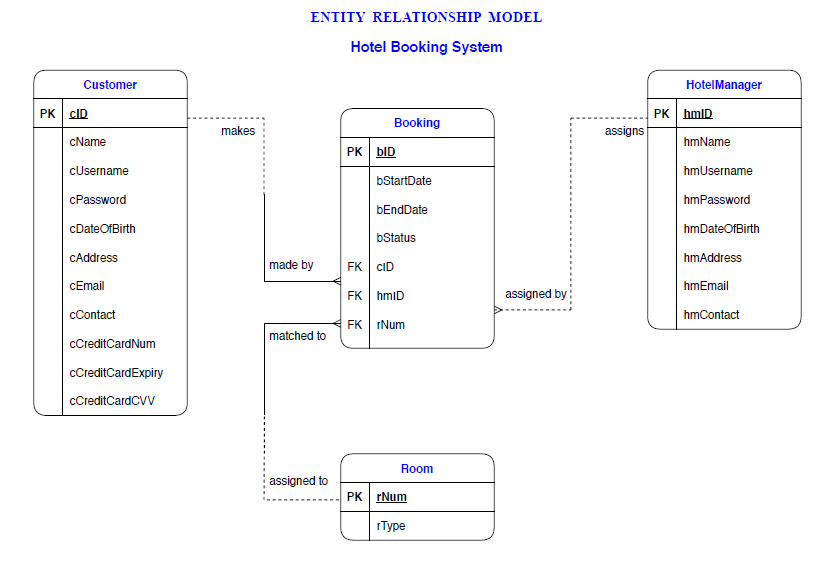 ENTITY RELATIONSHIP MODEL
Hotel Booking System
Customer
PK cID
cName
cUsername
cPassword
cDateOfBirth
cAddress
cEmail
cContact
cCreditCardNum
cCreditCardExpiry
cCreditCardCVV
makes
made by
Booking
PK bID
bStartDate
bEndDate
bStatus
FK cID
FK hmID
FK rNum
matched to
assigned to
assigns
assigned by
HotelManager
PK hmID
hmName
hmUsername
hmPassword
hmDateOfBirth
hmAddress
hmEmail
hmContact
Room
PK rNum
rType